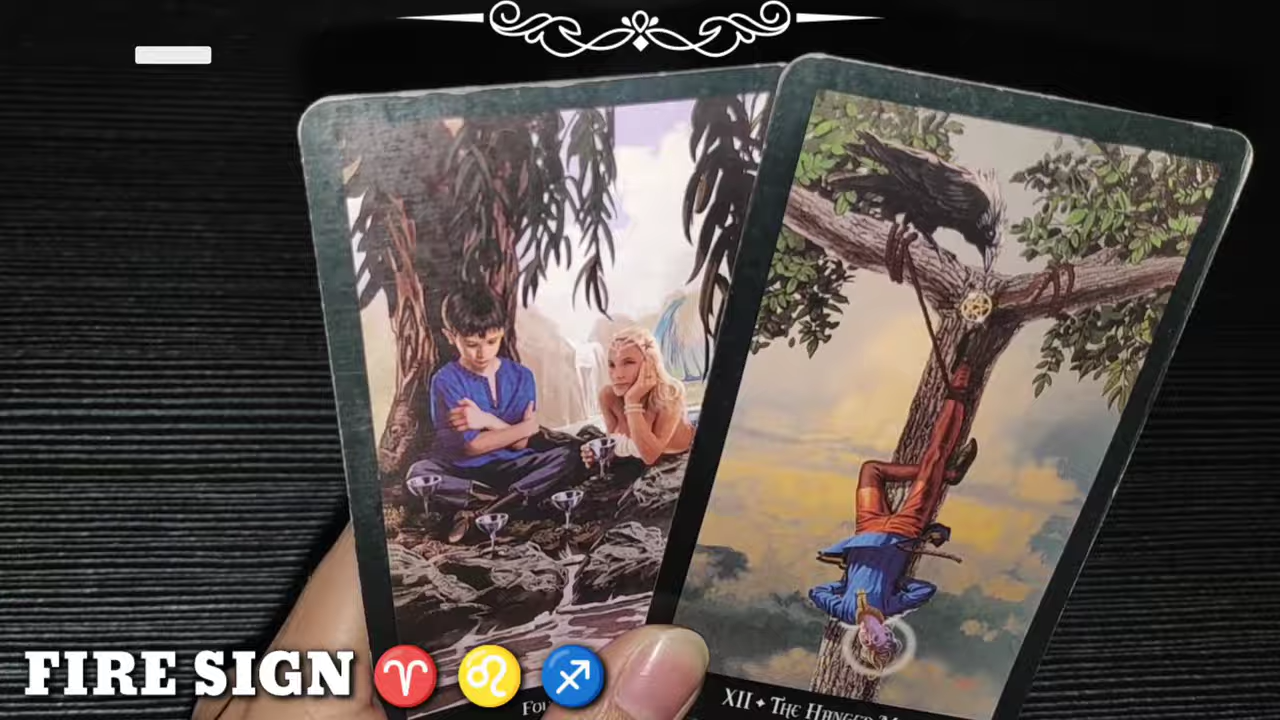 FIRE SIGN ♈ ♌ ♐
XII ✦ THE HANGED